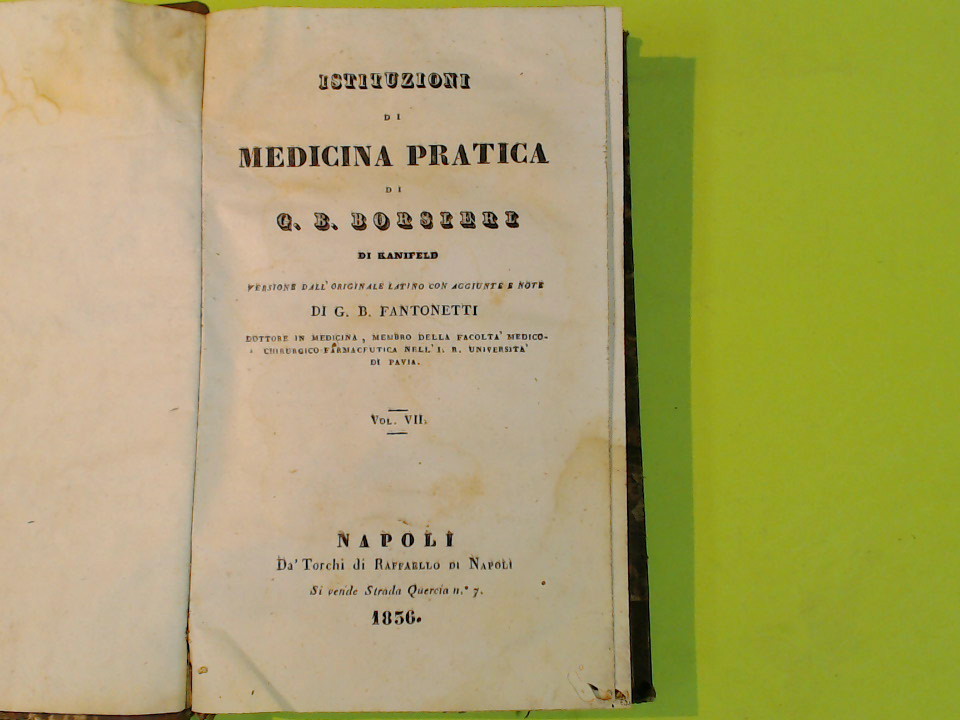 ISTITUZIONI
DI
MEDICINA PRATICA
DI
G. B. BORSIERI
DI KANIFELD
VERSIONE DALL' ORIGINALE LATINO CON AGGIUNTE E NOTE
DI G. B. FANTONETTI
DOTTORE IN MEDICINA, MEMBRO DELLA FACOLTA' MEDICO-
CHIRURGICO-FARMACEUTICA NELL' I. R. UNIVERSITA'
DI PAVIA.
VOL. VII.
NAPOLI
Da' Torchi di RAFFAELLO DI NAPOLI
Si vende Strada Quercia n.° 7.
1836.